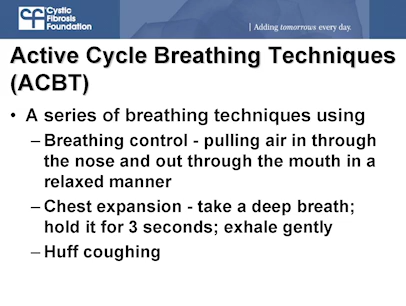 cff
Cystic
Fibrosis
Foundation
| Adding tomorrows every day.
Active Cycle Breathing Techniques
(ACBT)
• A series of breathing techniques using
– Breathing control - pulling air in through
the nose and out through the mouth in a
relaxed manner
– Chest expansion - take a deep breath;
hold it for 3 seconds; exhale gently
– Huff coughing